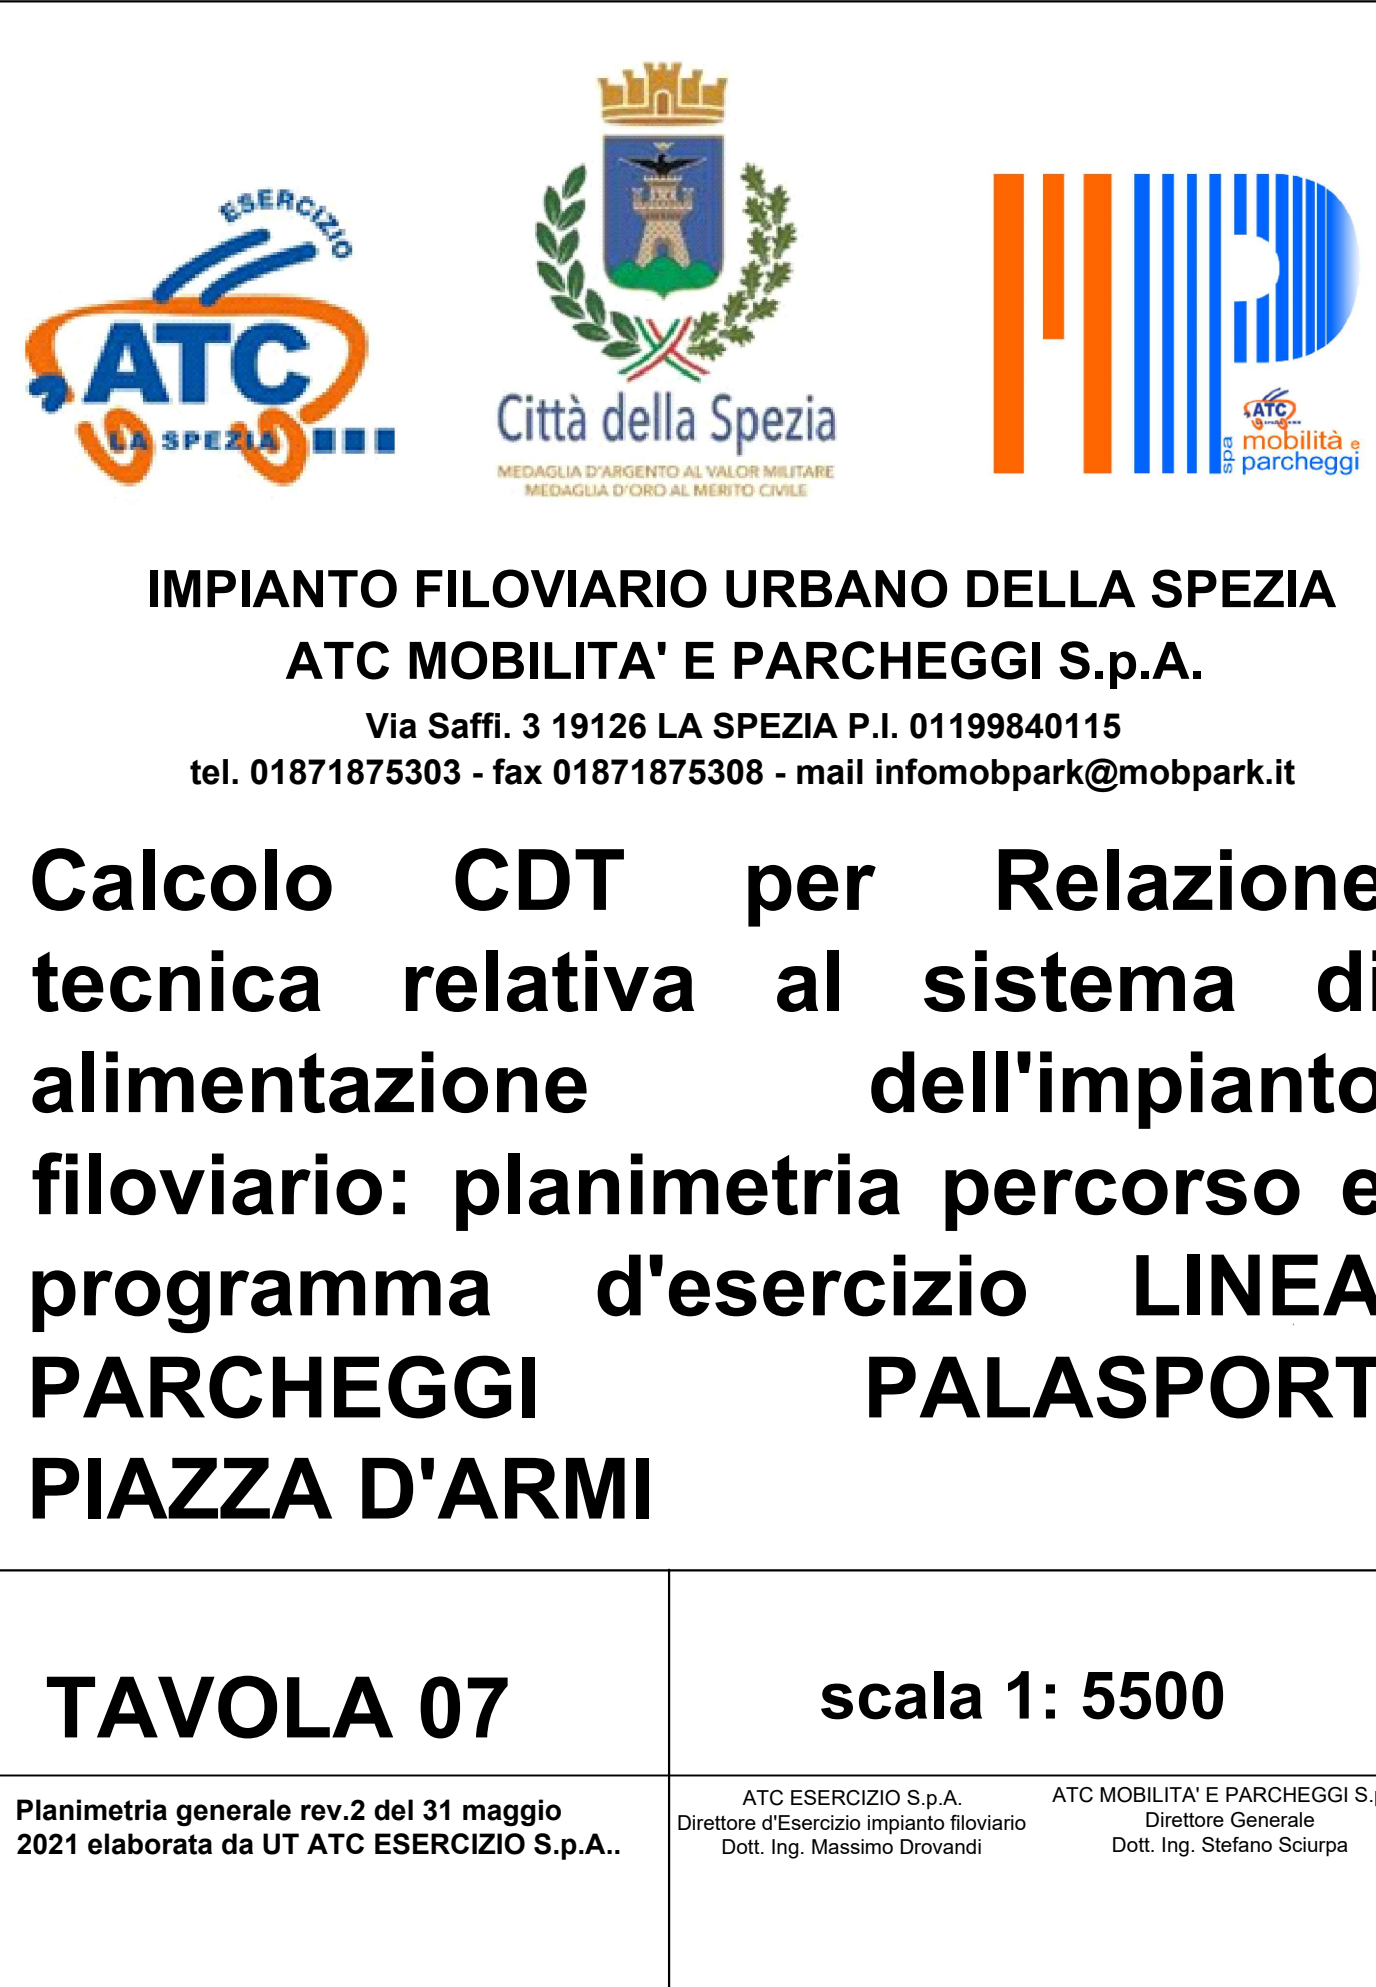 ESERCIZIO
ATC
LA SPEZIA
Città della Spezia
MEDAGLIA D'ARGENTO AL VALOR MILITARE
MEDAGLIA D'ORO AL MERITO CIVILE
ATC
spa
mobilità e
parcheggi
IMPIANTO FILOVIARIO URBANO DELLA SPEZIA
ATC MOBILITA' E PARCHEGGI S.p.A.
Via Saffi. 3 19126 LA SPEZIA P.I. 01199840115
tel. 01871875303 - fax 01871875308 - mail infomobpark@mobpark.it
Calcolo CDT per Relazione
tecnica relativa al sistema di
alimentazione dell'impianto
filoviario: planimetria percorso e
programma d'esercizio LINEA
PARCHEGGI PALASPORT
PIAZZA D'ARMI
TAVOLA 07
scala 1: 5500
Planimetria generale rev.2 del 31 maggio
2021 elaborata da UT ATC ESERCIZIO S.p.A..
ATC ESERCIZIO S.p.A.
Direttore d'Esercizio impianto filoviario
Dott. Ing. Massimo Drovandi
ATC MOBILITA' E PARCHEGGI S.p
Direttore Generale
Dott. Ing. Stefano Sciurpa